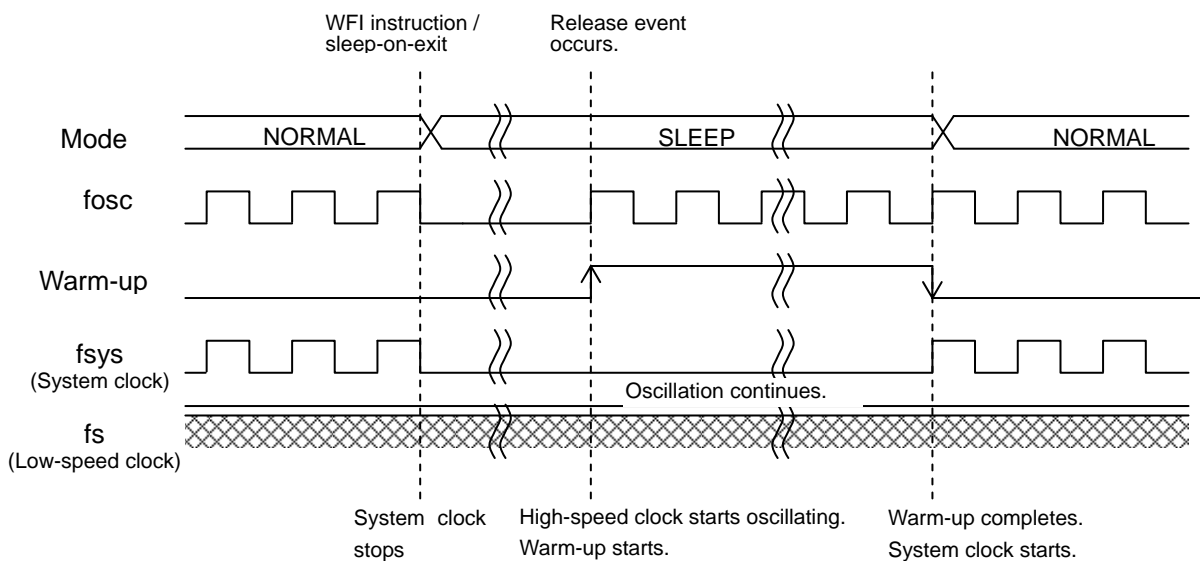 WFI instruction /
sleep-on-exit
Release event
occurs.
Mode
NORMAL
SLEEP
NORMAL
fosc
Warm-up
fsys
(System clock)
Oscillation continues.
fs
(Low-speed clock)
System clock
stops
High-speed clock starts oscillating.
Warm-up starts.
Warm-up completes.
System clock starts.